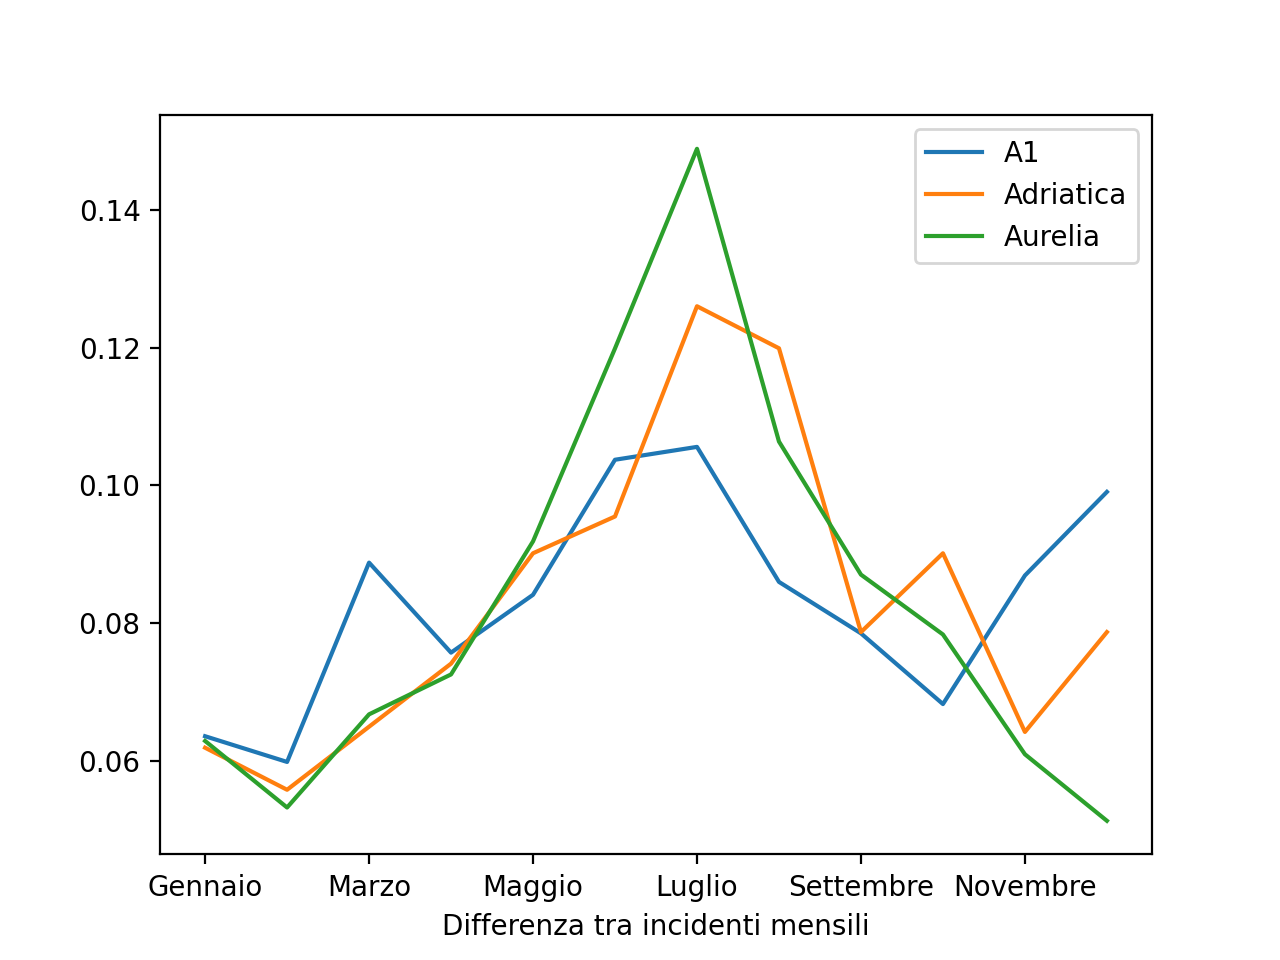 A1
Adriatica
Aurelia
0.14
0.12
0.10
0.08
0.06
Gennaio Marzo Maggio Luglio Settembre Novembre
Differenza tra incidenti mensili